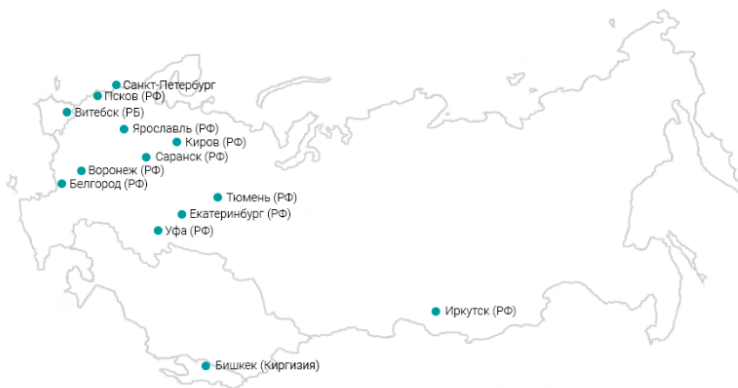 Санкт-Петербург
Псков (РФ)
Витебск (РБ)
Ярославль (РФ)
Киров (РФ)
Саранск (РФ)
Воронеж (РФ)
Белгород (РФ)
Тюмень (РФ)
Екатеринбург (РФ)
Уфа (РФ)
Иркутск (РФ)
Бишкек (Киргизия)